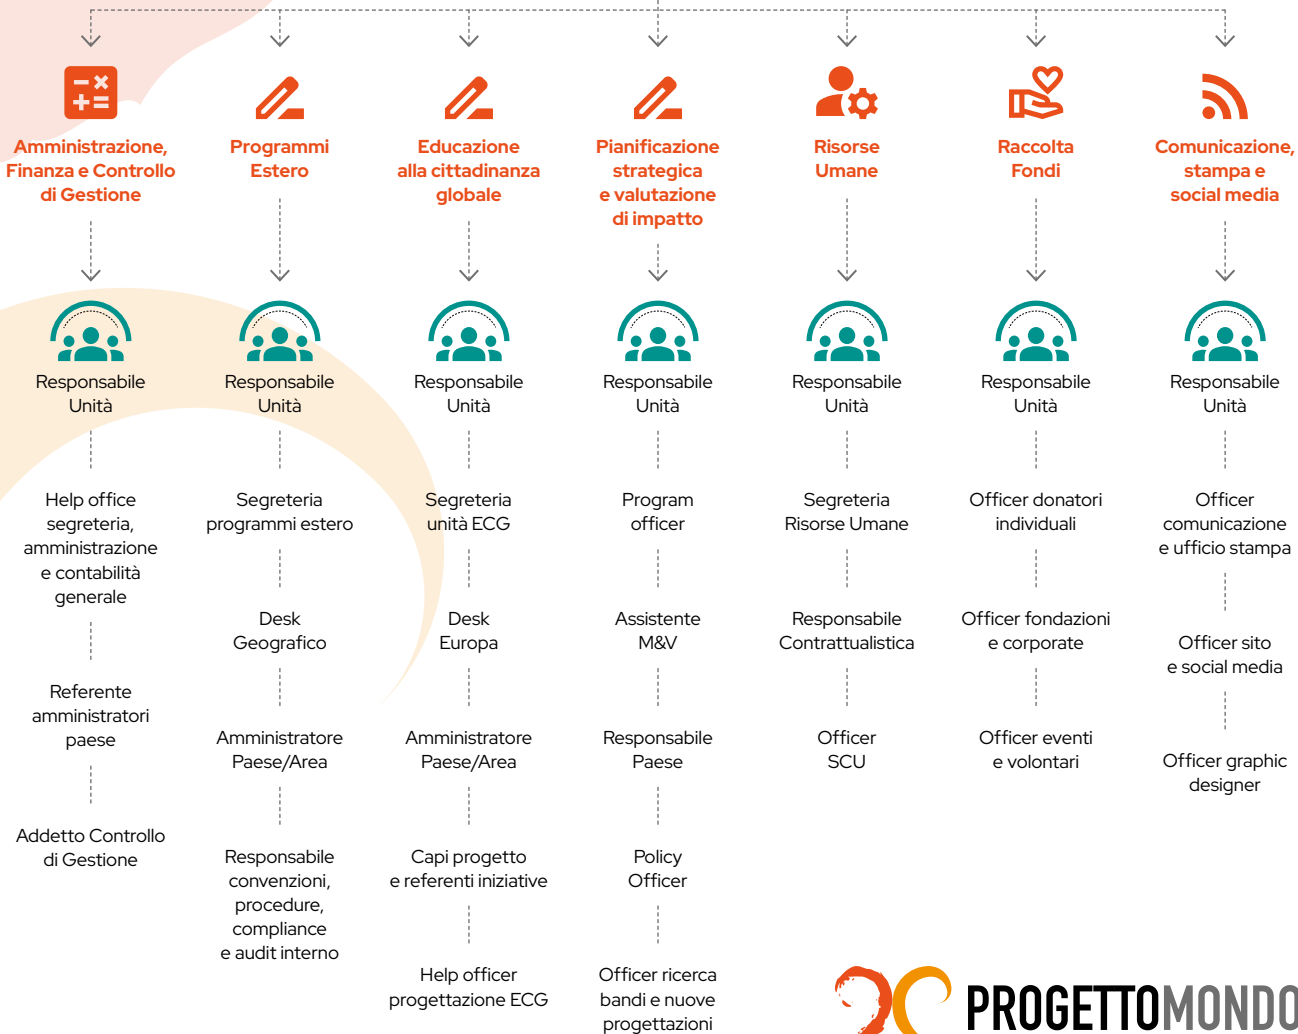 Amministrazione,
Finanza e Controllo
di Gestione
Programmi
Estero
Educazione
alla cittadinanza
globale
Pianificazione
strategica
e valutazione
di impatto
Risorse
Umane
Raccolta
Fondi
Comunicazione,
stampa e
social media
Responsabile
Unità
Help office
segreteria,
amministrazione
e contabilità
generale
Referente
amministratori
paese
Addetto Controllo
di Gestione
Responsabile
Unità
Segreteria
programmi estero
Desk
Geografico
Amministratore
Paese/Area
Responsabile
convenzioni,
procedure,
compliance
e audit interno
Responsabile
Unità
Segreteria
unità ECG
Desk
Europa
Amministratore
Paese/Area
Capi progetto
e referenti iniziative
Help officer
progettazione ECG
Responsabile
Unità
Program
officer
Assistente
M&V
Responsabile
Paese
Policy
Officer
Officer ricerca
bandi e nuove
progettazioni
Responsabile
Unità
Segreteria
Risorse Umane
Responsabile
Contrattualistica
Officer
SCU
Responsabile
Unità
Officer donatori
individuali
Officer fondazioni
e corporate
Officer eventi
e volontari
Responsabile
Unità
Officer
comunicazione
e ufficio stampa
Officer sito
e social media
Officer graphic
designer
PROGETTOMONDO